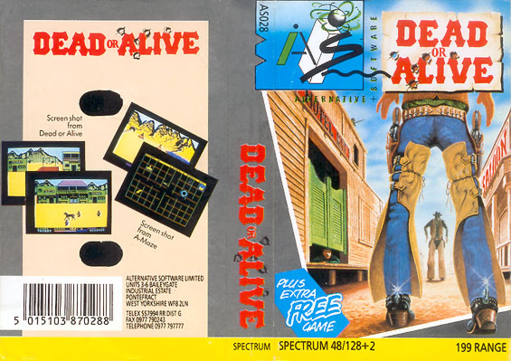 DEAD OR ALIVE
Screen shot
from
Dead or Alive
Screen shot
from
A-Maze
ALTERNATIVE SOFTWARE LIMITED
UNITS 3-6 BAILEYGATE
INDUSTRIAL ESTATE
PONTEFRACT
WEST YORKSHIRE WF8 2LN
TELEX 557994 RR DIST G
FAX 0977 790243
TELEPHONE 0977 797777
5 015103 870288
DEAD OR ALIVE
SPECTRUM
AS028
ALTERNATIVE +
SOFTWARE
DEAD
OR
ALIVE
PLUS
EXTRA
FREE
GAME
SPECTRUM 48/128+2
199 RANGE